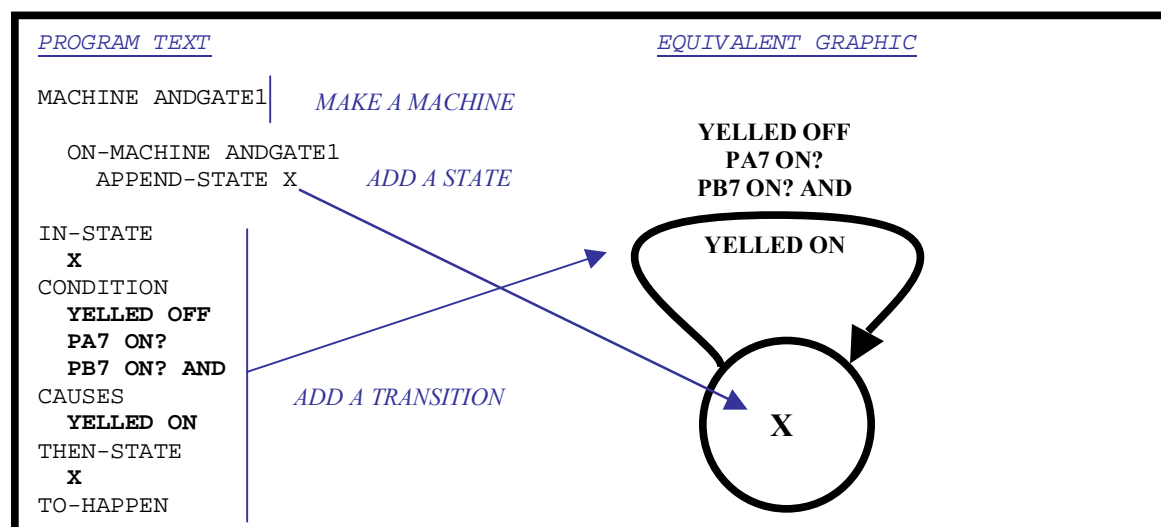 PROGRAM TEXT
EQUIVALENT GRAPHIC
MACHINE ANDGATE1
MAKE A MACHINE
ON-MACHINE ANDGATE1
APPEND-STATE X
ADD A STATE
IN-STATE
X
CONDITION
YELLED OFF
PA7 ON?
PB7 ON? AND
CAUSES
YELLED ON
THEN-STATE
X
TO-HAPPEN
ADD A TRANSITION
YELLED OFF
PA7 ON?
PB7 ON? AND
YELLED ON
X